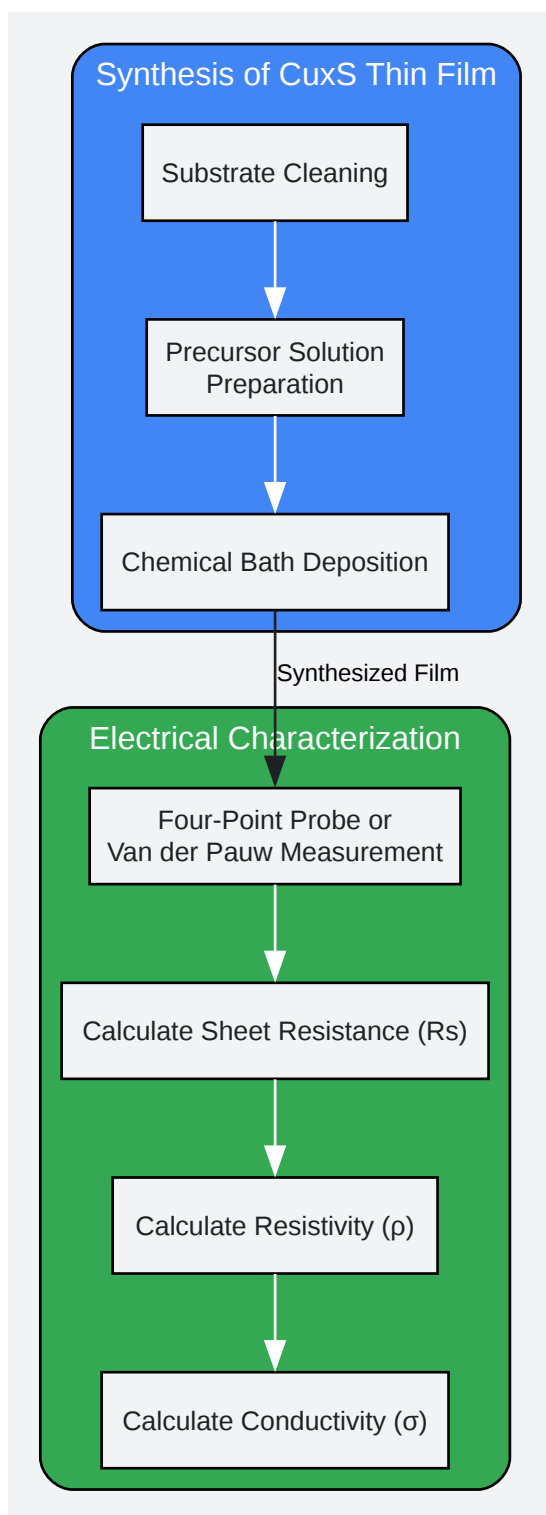 Synthesis of CuxS Thin Film
Substrate Cleaning
Precursor Solution
Preparation
Chemical Bath Deposition
Synthesized Film
Electrical Characterization
Four-Point Probe or
Van der Pauw Measurement
Calculate Sheet Resistance (Rs)
Calculate Resistivity (ρ)
Calculate Conductivity (σ)